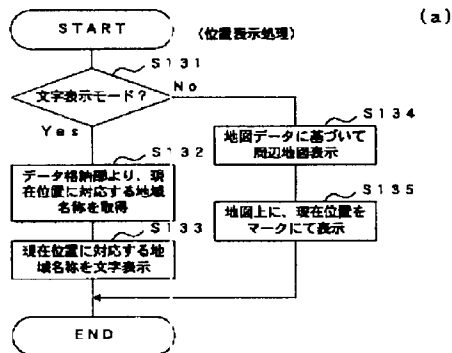 (a)
START
(位置表示処理)
S131
文字表示モード?
No
Yes
S134
地図データに基づいて
周辺地図表示
S132
データ格納部より、現
在位置に対応する地域
名称を取得
S135
地図上に、現在位置を
マークにて表示
S133
現在位置に対応する地
域名称を文字表示
END